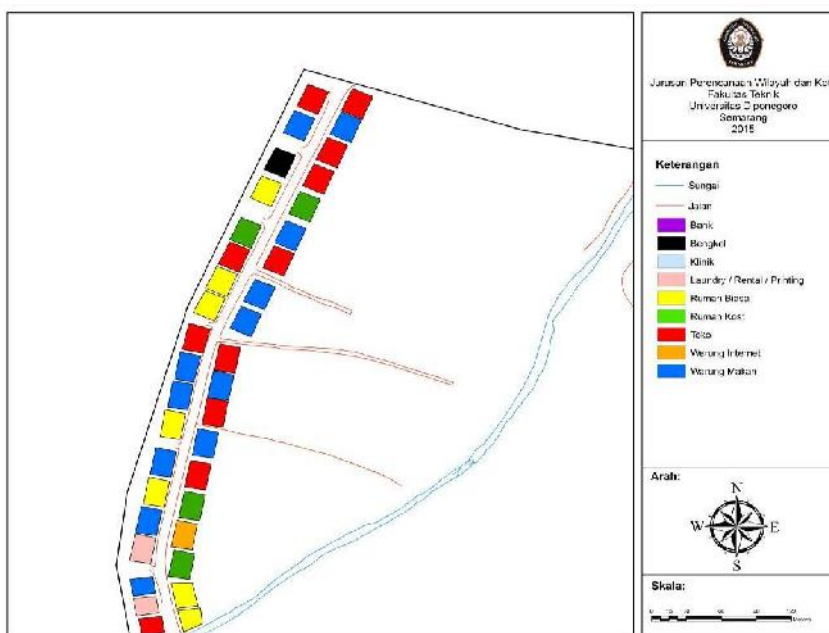 Jurusan Perencanaan Wilayah dan Kot
Fakultas Teknik
Universitas Diponegoro
Semarang
2015
Keterangan
Sungai
Jalan
Bank
Bengkel
Klinik
Laundry / Rental / Printing
Rumah Biasa
Rumah Kost
Toko
Warung Internet
Warung Makan
Arah:
N
W E
S
Skala: